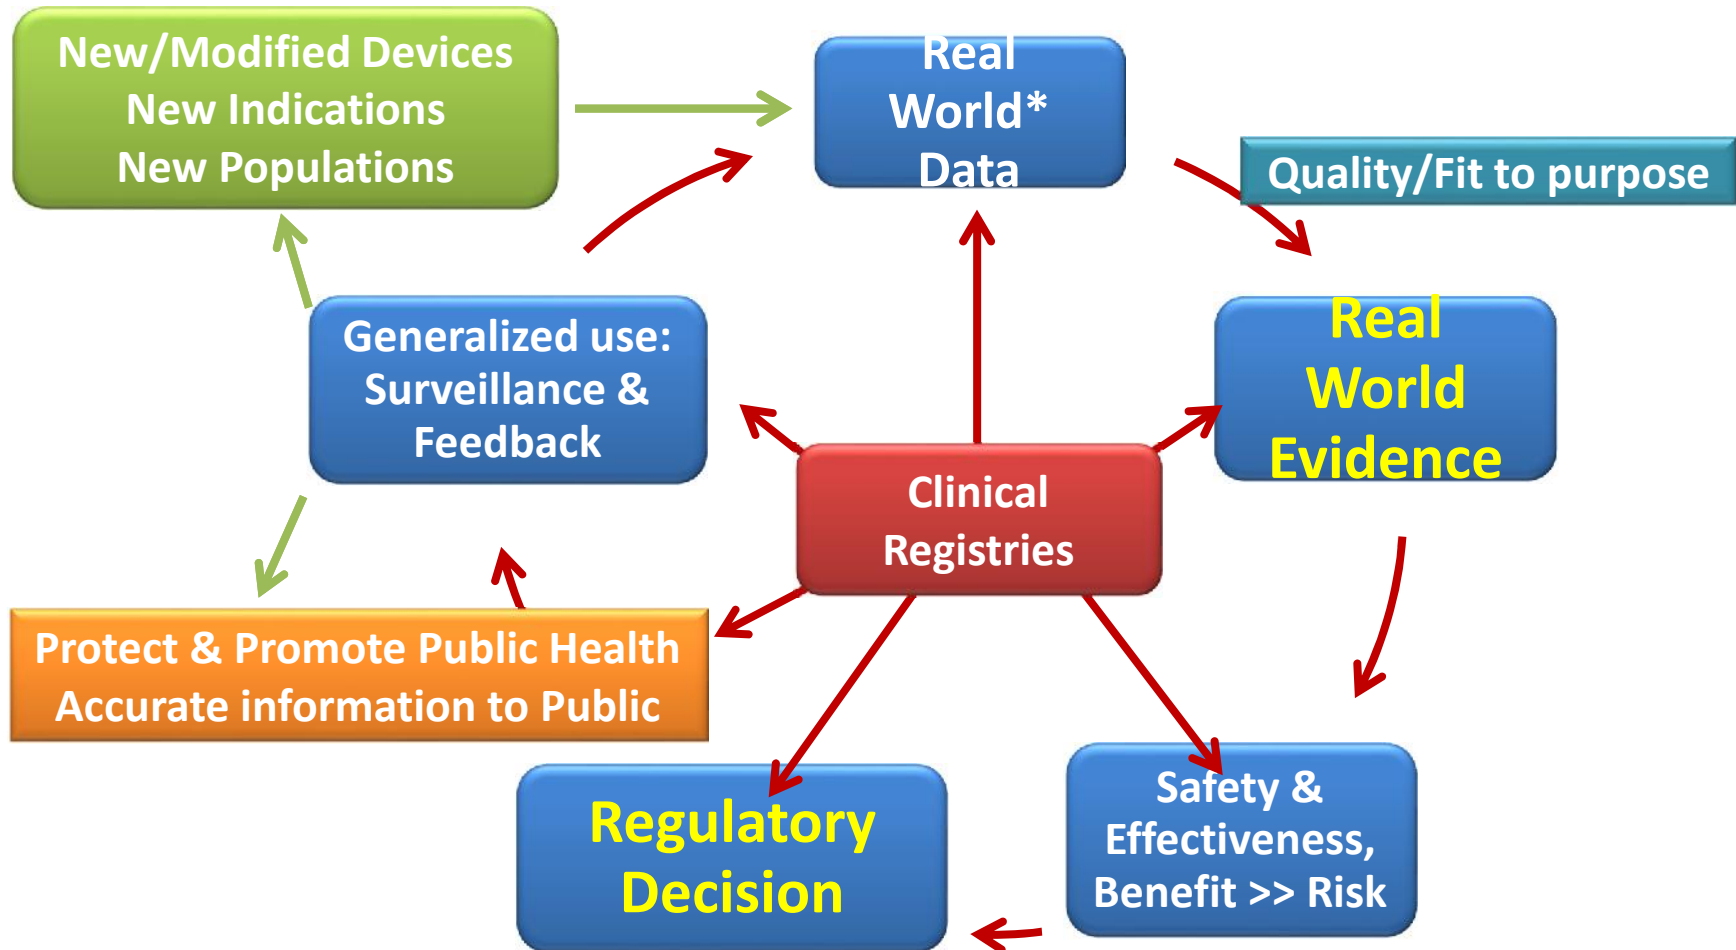 New/Modified Devices
New Indications
New Populations
Real
World*
Data
Quality/Fit to purpose
Generalized use:
Surveillance &
Feedback
Real
World
Evidence
Clinical
Registries
Protect & Promote Public Health
Accurate information to Public
Regulatory
Decision
Safety &
Effectiveness,
Benefit >> Risk